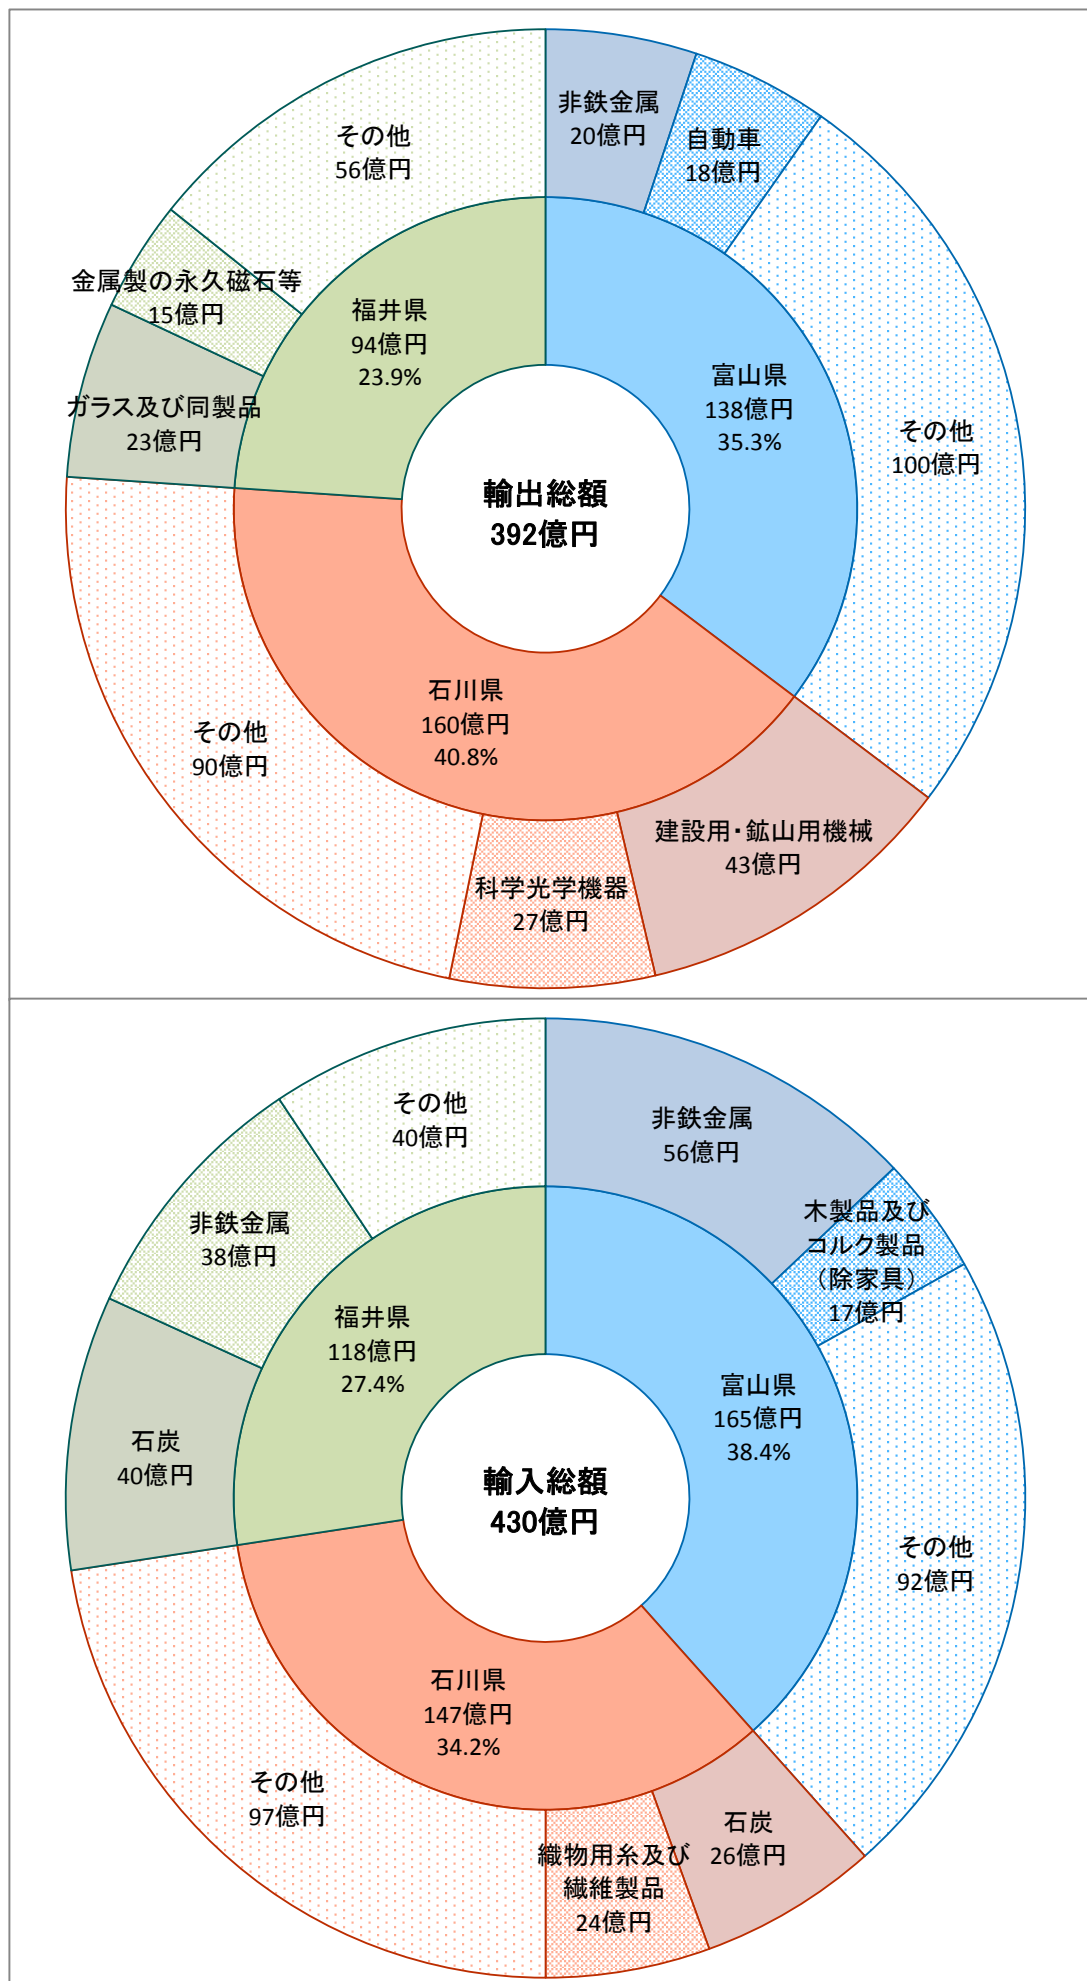 輸出総額
392億円
富山県
138億円
35.3%
非鉄金属
20億円
自動車
18億円
その他
100億円
石川県
160億円
40.8%
建設用・鉱山用機械
43億円
科学光学機器
27億円
その他
90億円
福井県
94億円
23.9%
ガラス及び同製品
23億円
金属製の永久磁石等
15億円
その他
56億円
輸入総額
430億円
富山県
165億円
38.4%
非鉄金属
56億円
木製品及び
コルク製品
（除家具）
17億円
その他
92億円
石川県
147億円
34.2%
石炭
26億円
織物用糸及び
繊維製品
24億円
その他
97億円
福井県
118億円
27.4%
石炭
40億円
非鉄金属
38億円
その他
40億円